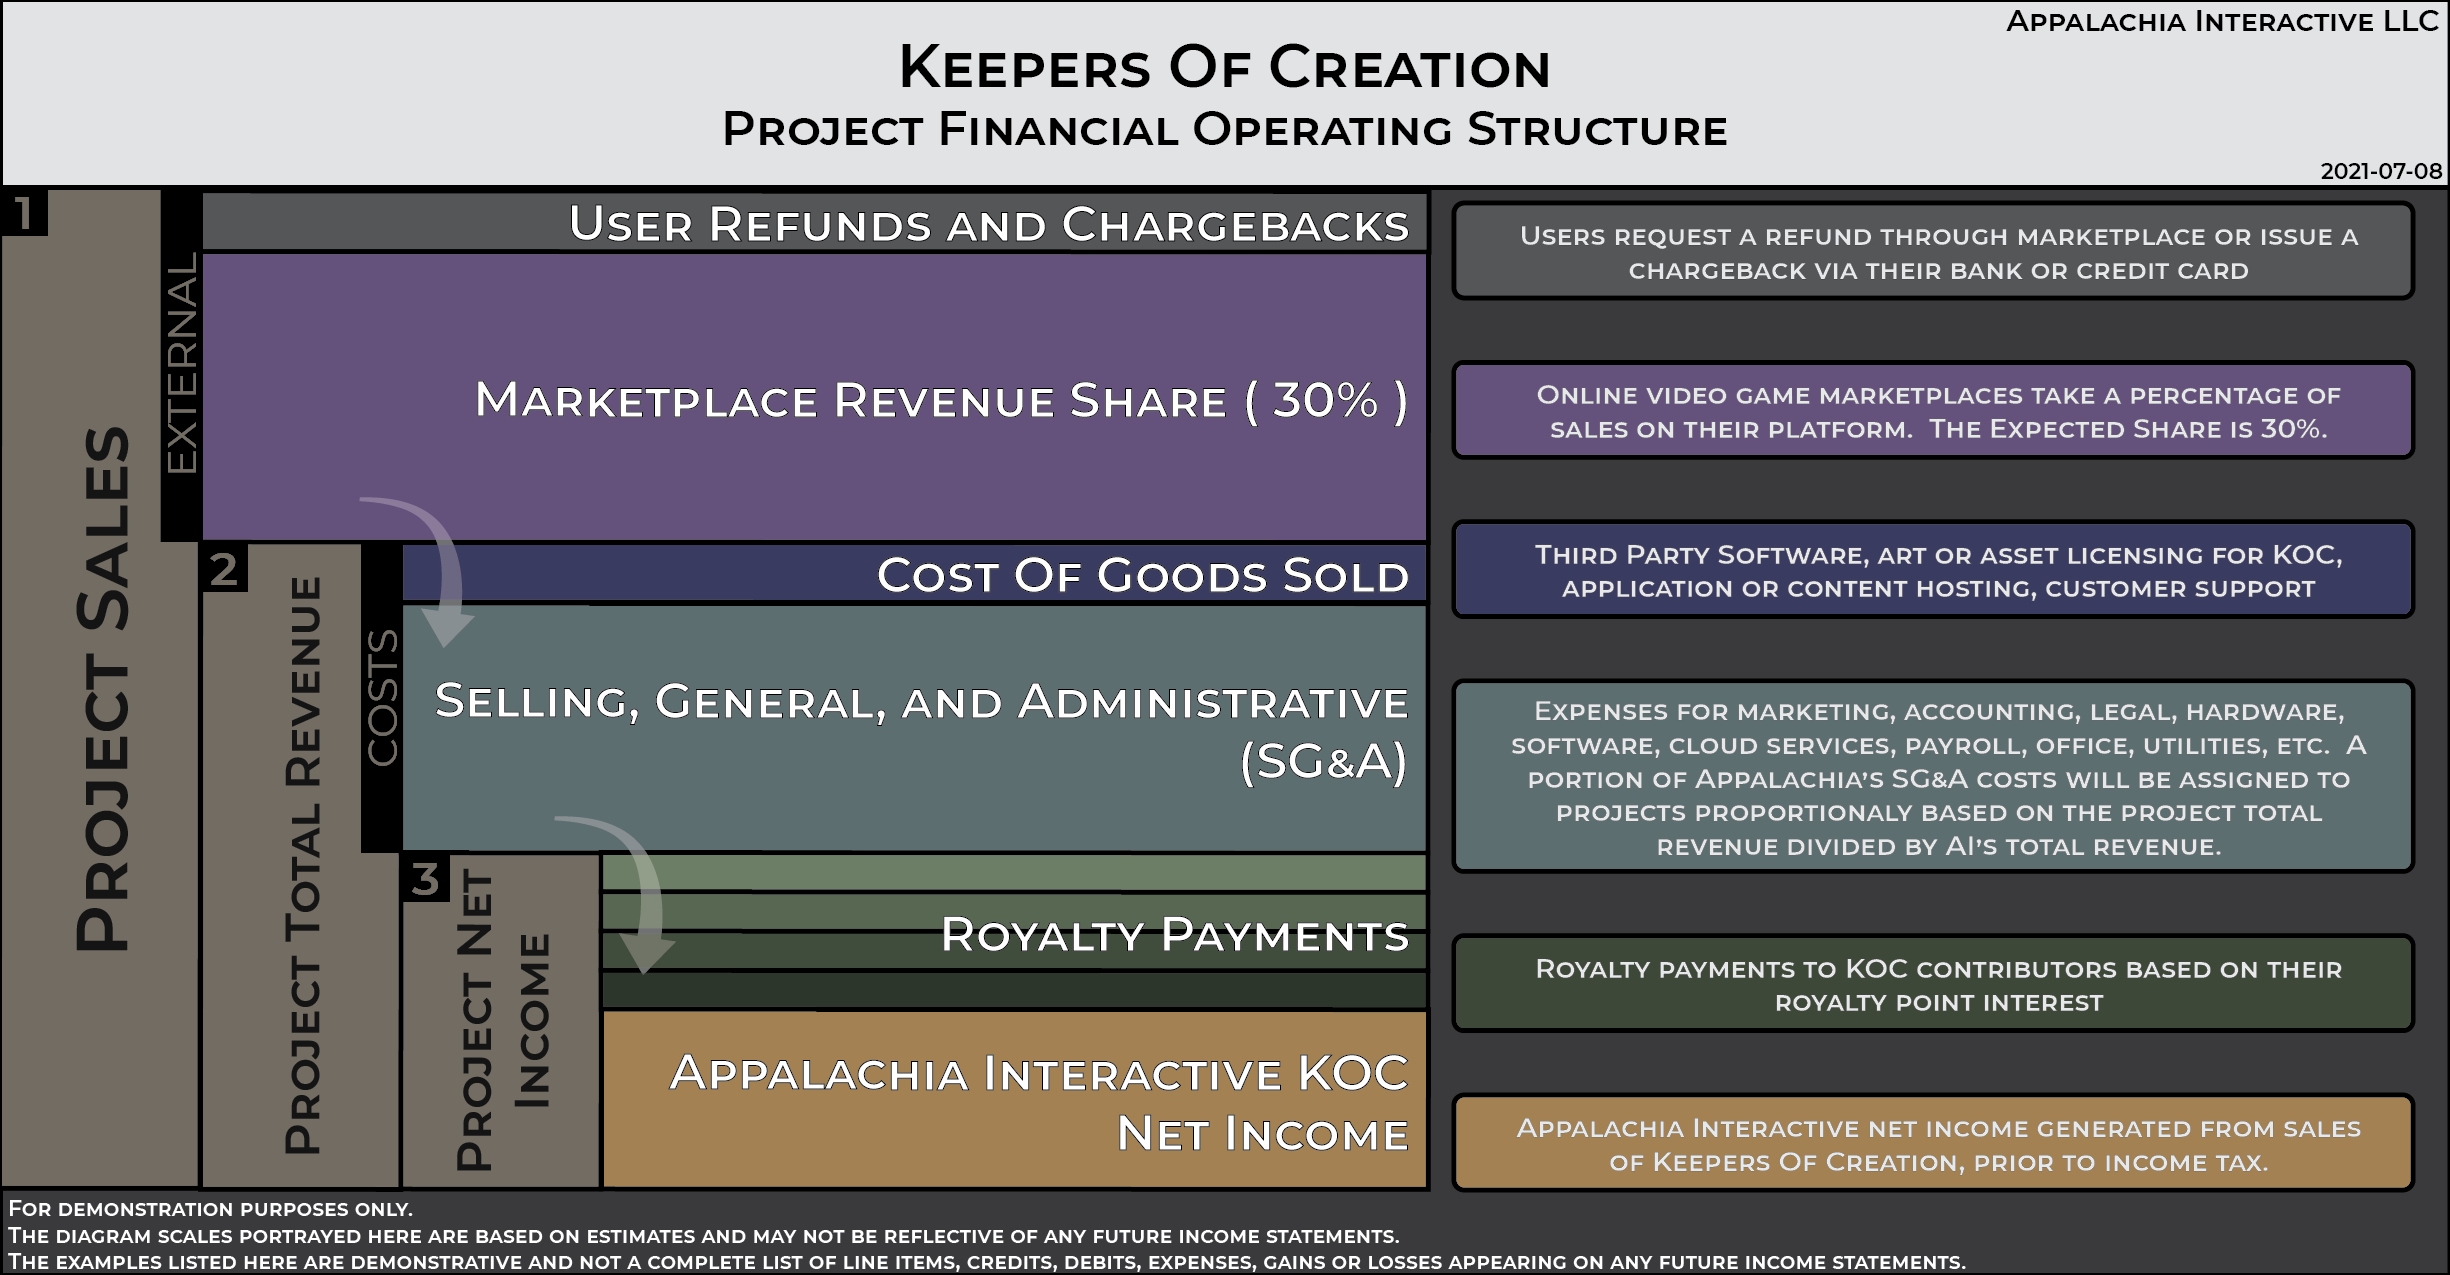 Appalachia Interactive LLC
Keepers Of Creation
Project Financial Operating Structure
2021-07-08
1
Project Sales
External
User Refunds and Chargebacks
Users request a refund through marketplace or issue a
chargeback via their bank or credit card
Marketplace Revenue Share ( 30% )
Online video game marketplaces take a percentage of
sales on their platform. The Expected Share is 30%.
2
Project Total Revenue
Costs
Cost Of Goods Sold
Third Party Software, art or asset licensing for KOC,
application or content hosting, customer support
Selling, General, and Administrative
(SG&A)
Expenses for marketing, accounting, legal, hardware,
software, cloud services, payroll, office, utilities, etc. A
portion of Appalachia's SG&A costs will be assigned to
projects proportionaly based on the project total
revenue divided by AI's total revenue.
3
Project Net
Income
Royalty Payments
Royalty payments to KOC contributors based on their
royalty point interest
Appalachia Interactive KOC
Net Income
Appalachia Interactive net income generated from sales
of Keepers Of Creation, prior to income tax.
For demonstration purposes only.
The diagram scales portrayed here are based on estimates and may not be reflective of any future income statements.
The examples listed here are demonstrative and not a complete list of line items, credits, debits, expenses, gains or losses appearing on any future income statements.